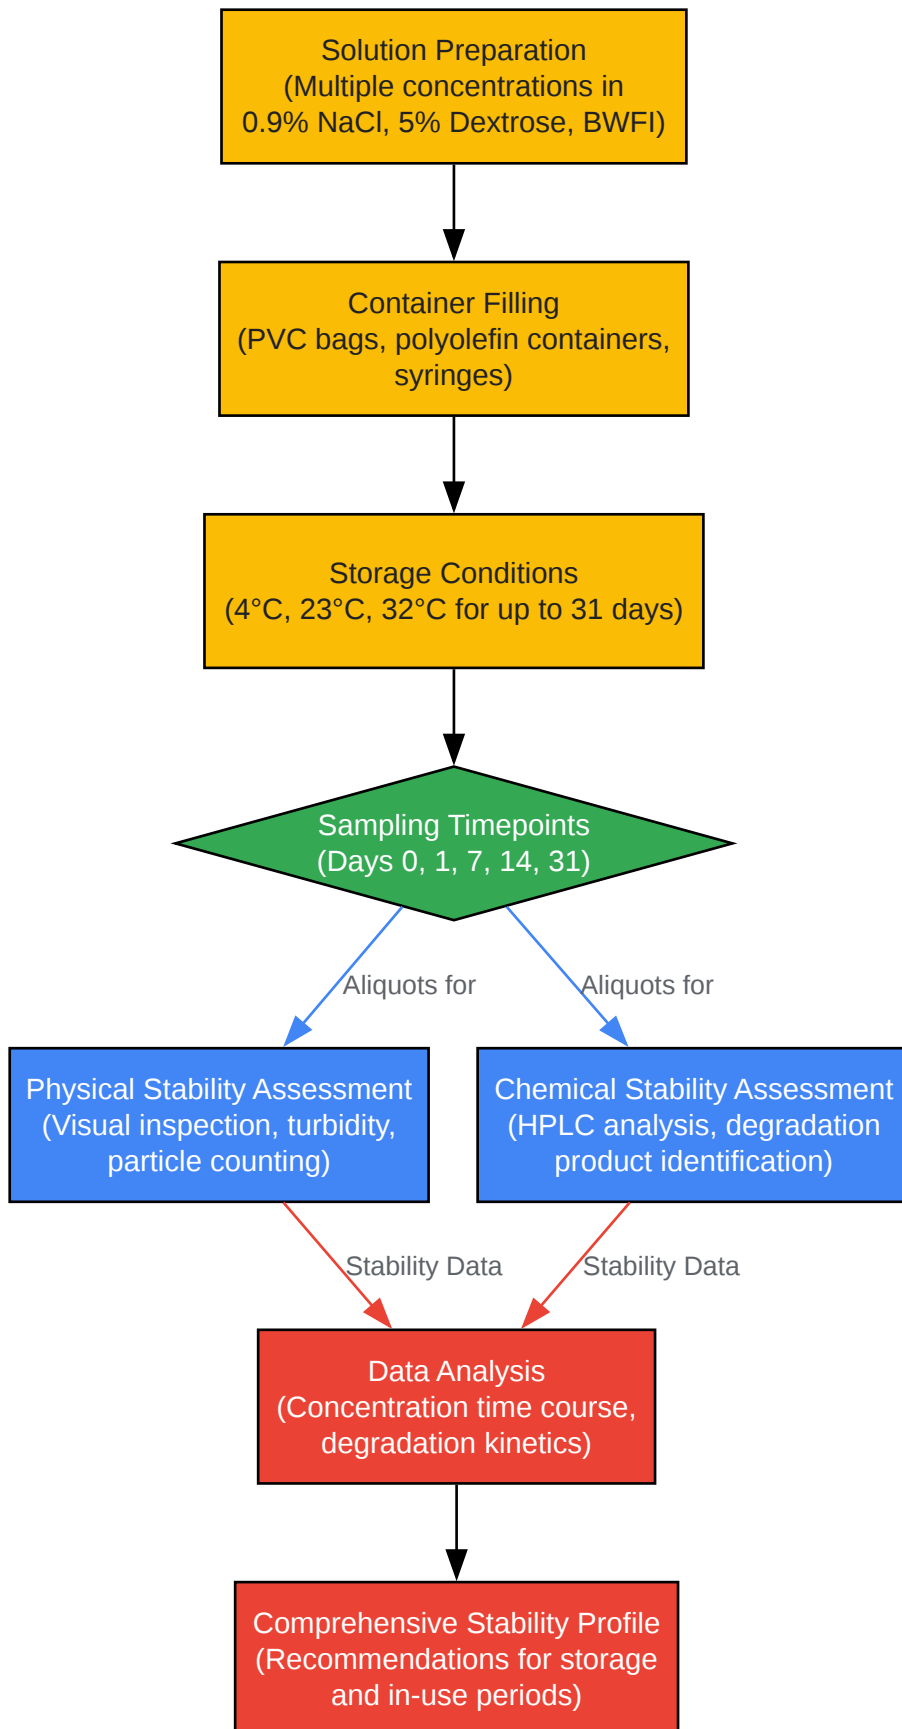 Solution Preparation
(Multiple concentrations in
0.9% NaCl, 5% Dextrose, BWFI)
Container Filling
(PVC bags, polyolefin containers,
syringes)
Storage Conditions
(4°C, 23°C, 32°C for up to 31 days)
Sampling Timepoints
(Days 0, 1, 7, 14, 31)
Aliquots for
Aliquots for
Physical Stability Assessment
(Visual inspection, turbidity,
particle counting)
Chemical Stability Assessment
(HPLC analysis, degradation
product identification)
Stability Data
Stability Data
Data Analysis
(Concentration time course,
degradation kinetics)
Comprehensive Stability Profile
(Recommendations for storage
and in-use periods)